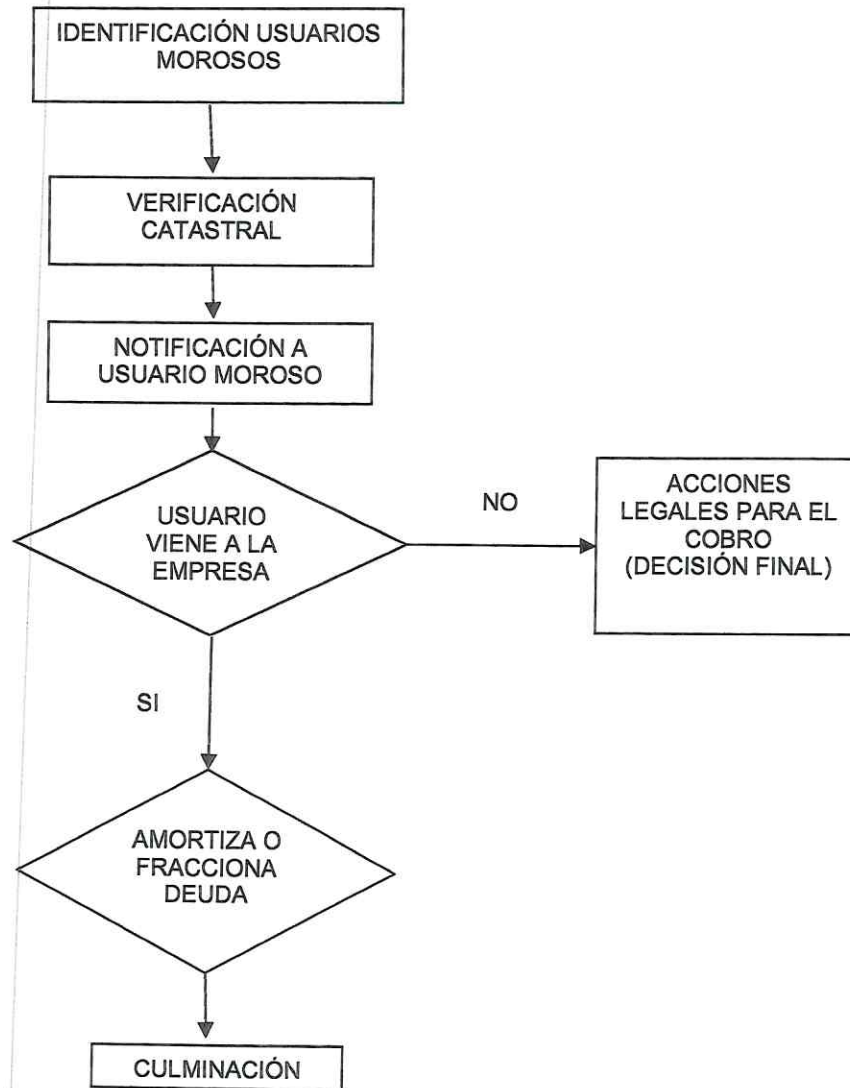 IDENTIFICACIÓN USUARIOS
MOROSOS
VERIFICACIÓN
CATASTRAL
NOTIFICACIÓN A
USUARIO MOROSO
USUARIO
VIENE A LA
EMPRESA
NO
ACCIONES
LEGALES PARA EL
COBRO
(DECISIÓN FINAL)
SI
AMORTIZA O
FRACCIONA
DEUDA
CULMINACIÓN